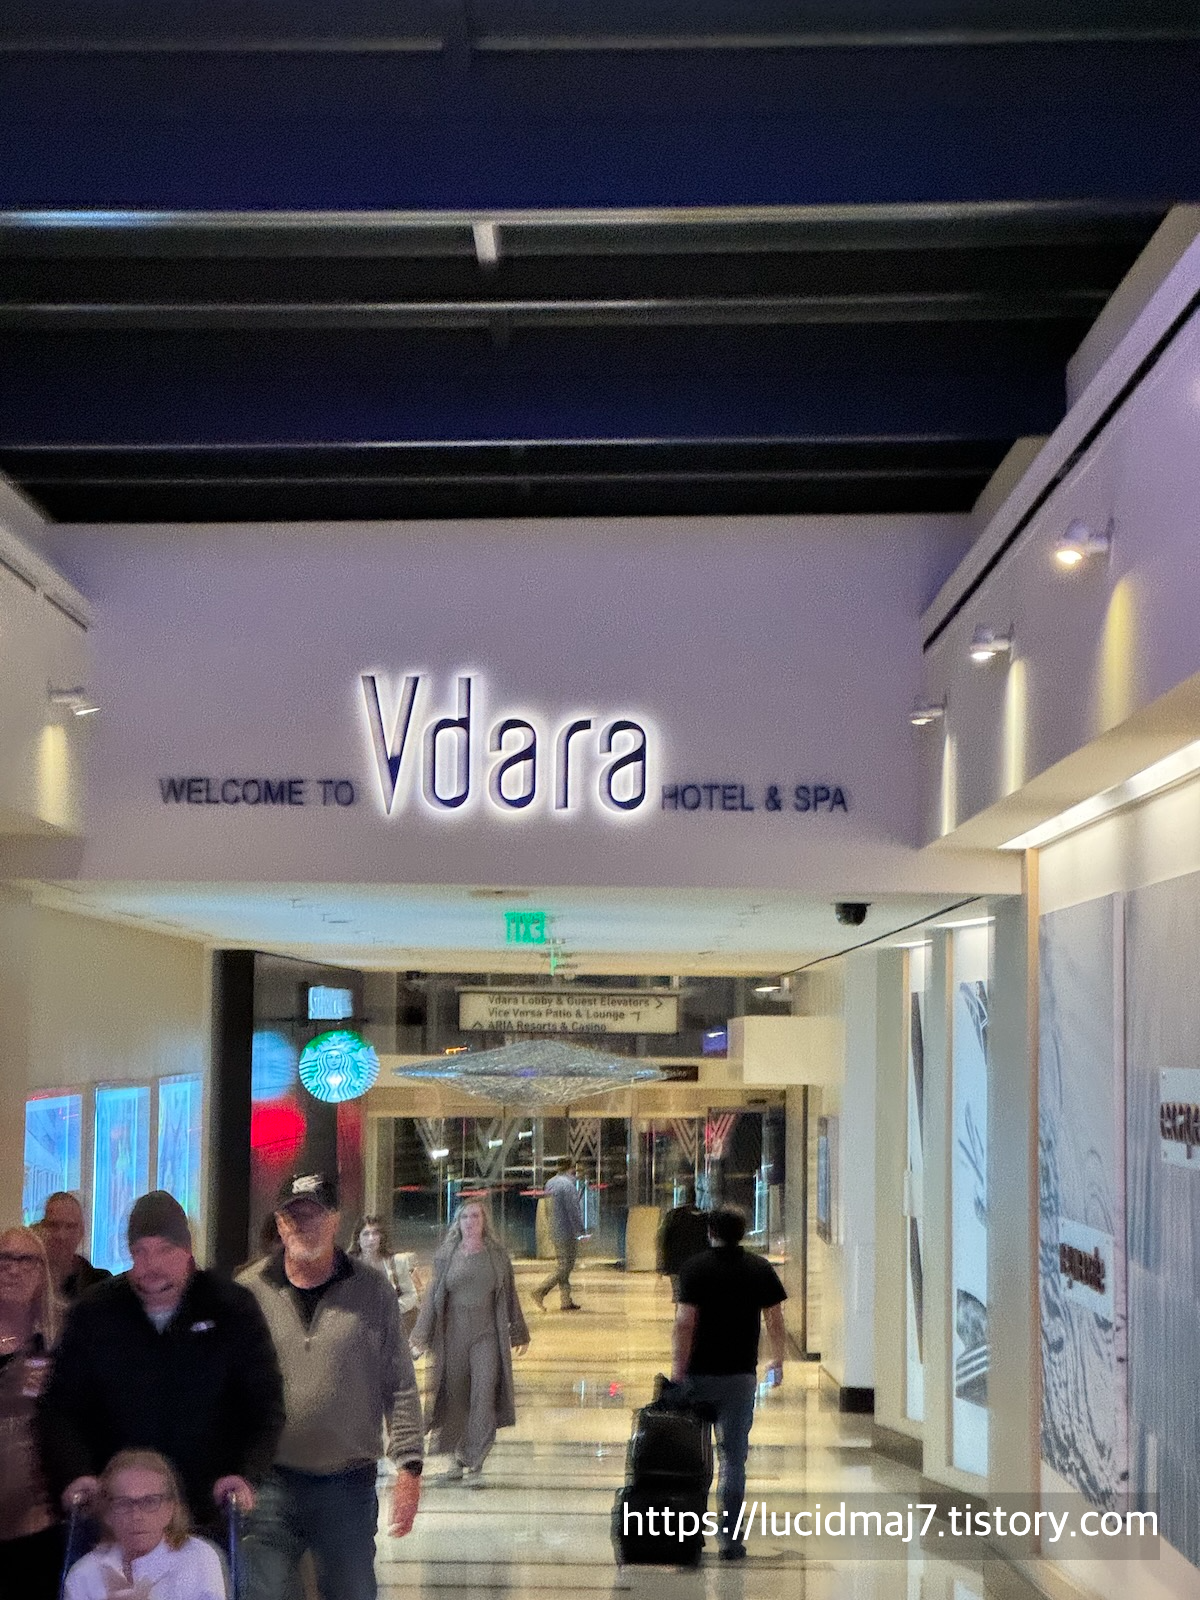 WELCOME TO Vdara HOTEL & SPA
EXIT
Vdara Lobby & Guest Elevators
Vice Versa Patio & Lounge
ARIA Resorts & Casino
https://lucidmaj7.tistory.com